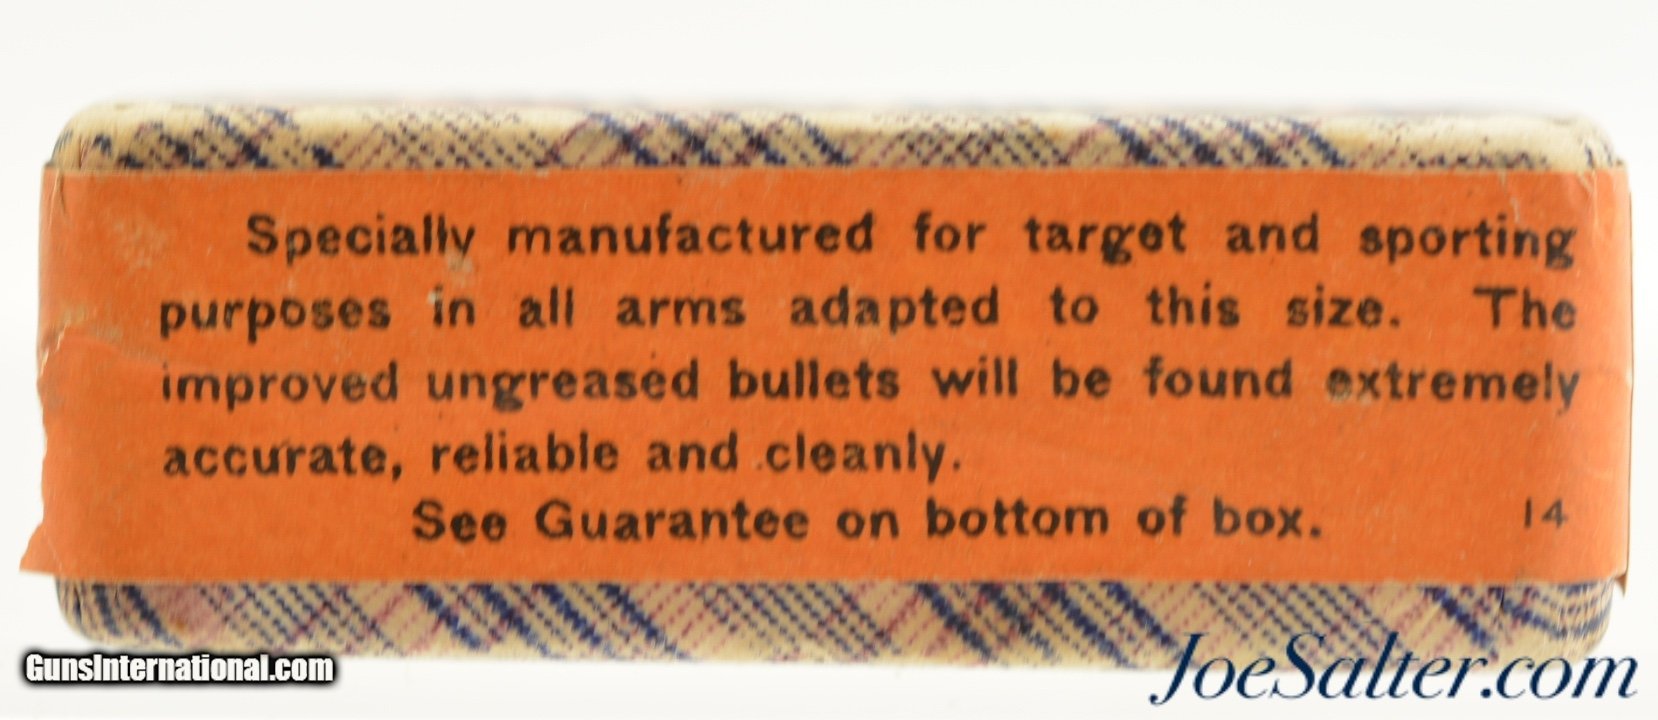 Specially manufactured for target and sporting
purposes in all arms adapted to this size. The
improved ungreased bullets will be found extremely
accurate, reliable and cleanly.
See Guarantee on bottom of box. 14
GunsInternational.com
JoeSalter.com